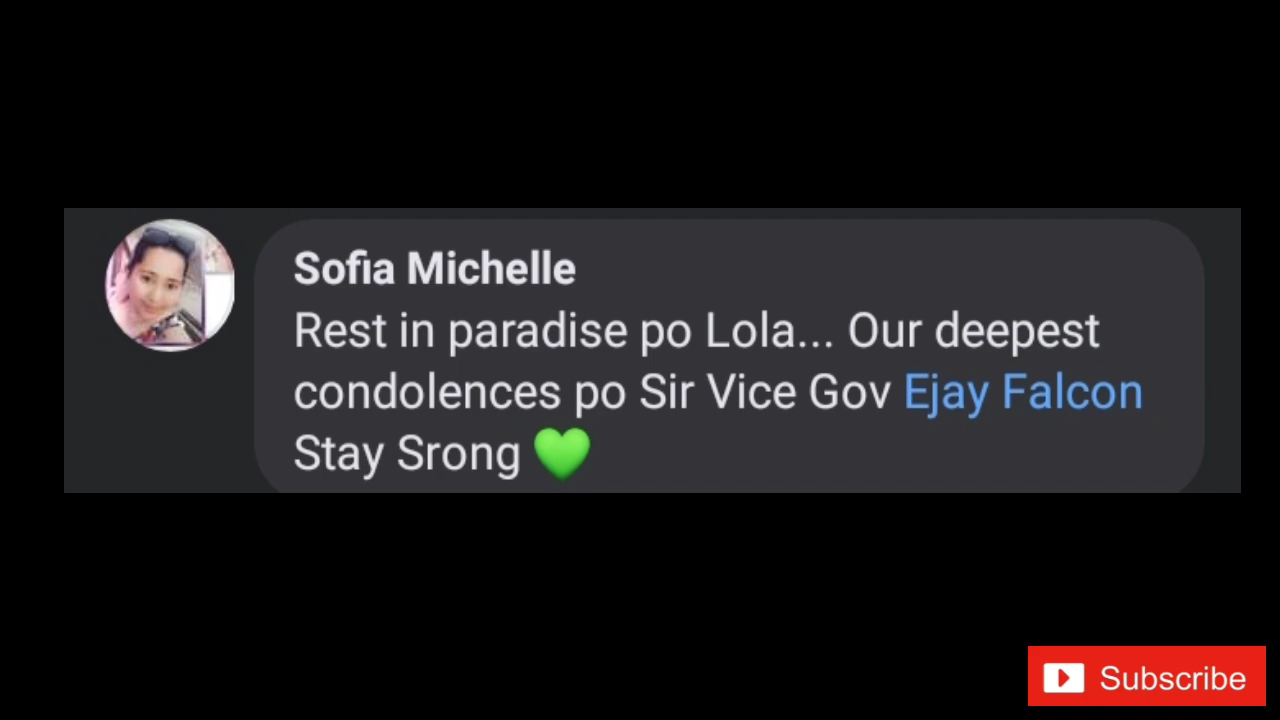 Sofia Michelle
Rest in paradise po Lola... Our deepest
condolences po Sir Vice Gov Ejay Falcon
Stay Srong 💚
Subscribe